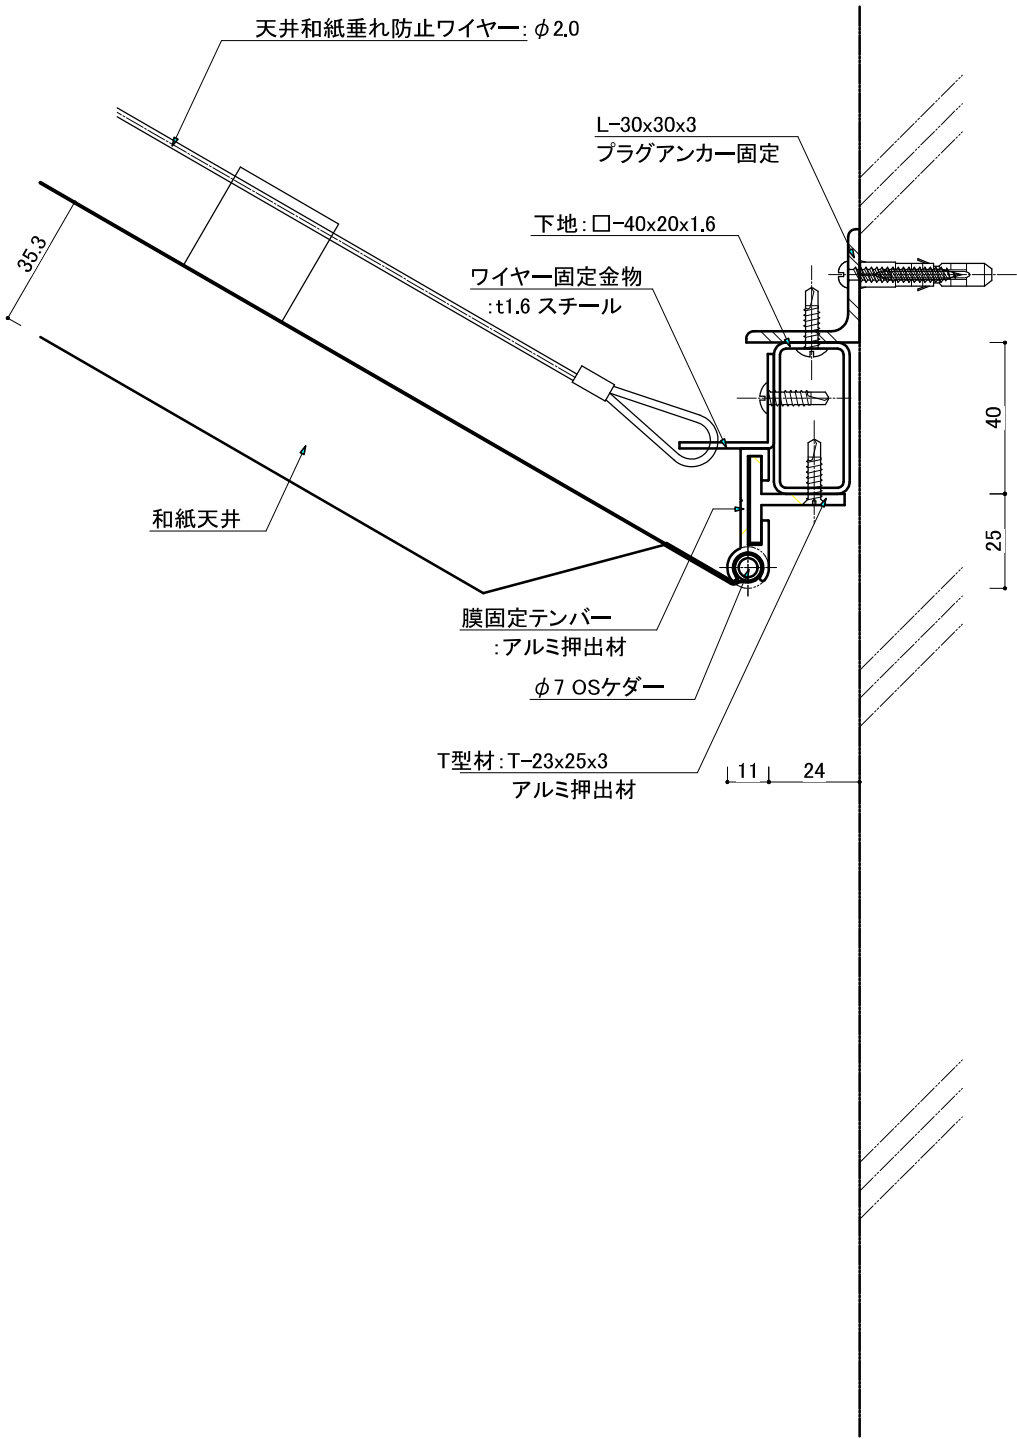 天井和紙垂れ防止ワイヤー：φ2.0
L-30x30x3
プラグアンカー固定
下地：□-40x20x1.6
35.3
ワイヤー固定金物
：t1.6 スチール
40
和紙天井
25
膜固定テンバー
：アルミ押出材
φ7 OSケダー
T型材：T-23x25x3
アルミ押出材
11
24